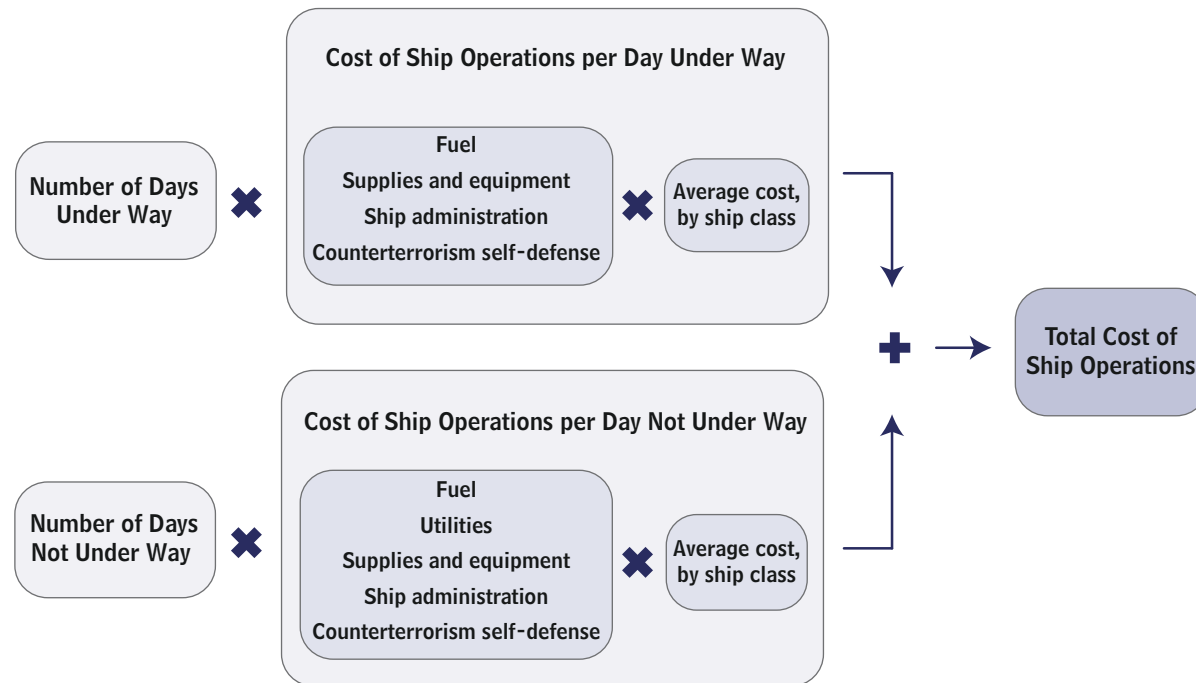 Cost of Ship Operations per Day Under Way
Number of Days
Under Way
Fuel
Supplies and equipment
Ship administration
Counterterrorism self-defense
Average cost,
by ship class
Total Cost of
Ship Operations
Cost of Ship Operations per Day Not Under Way
Number of Days
Not Under Way
Fuel
Utilities
Supplies and equipment
Ship administration
Counterterrorism self-defense
Average cost,
by ship class